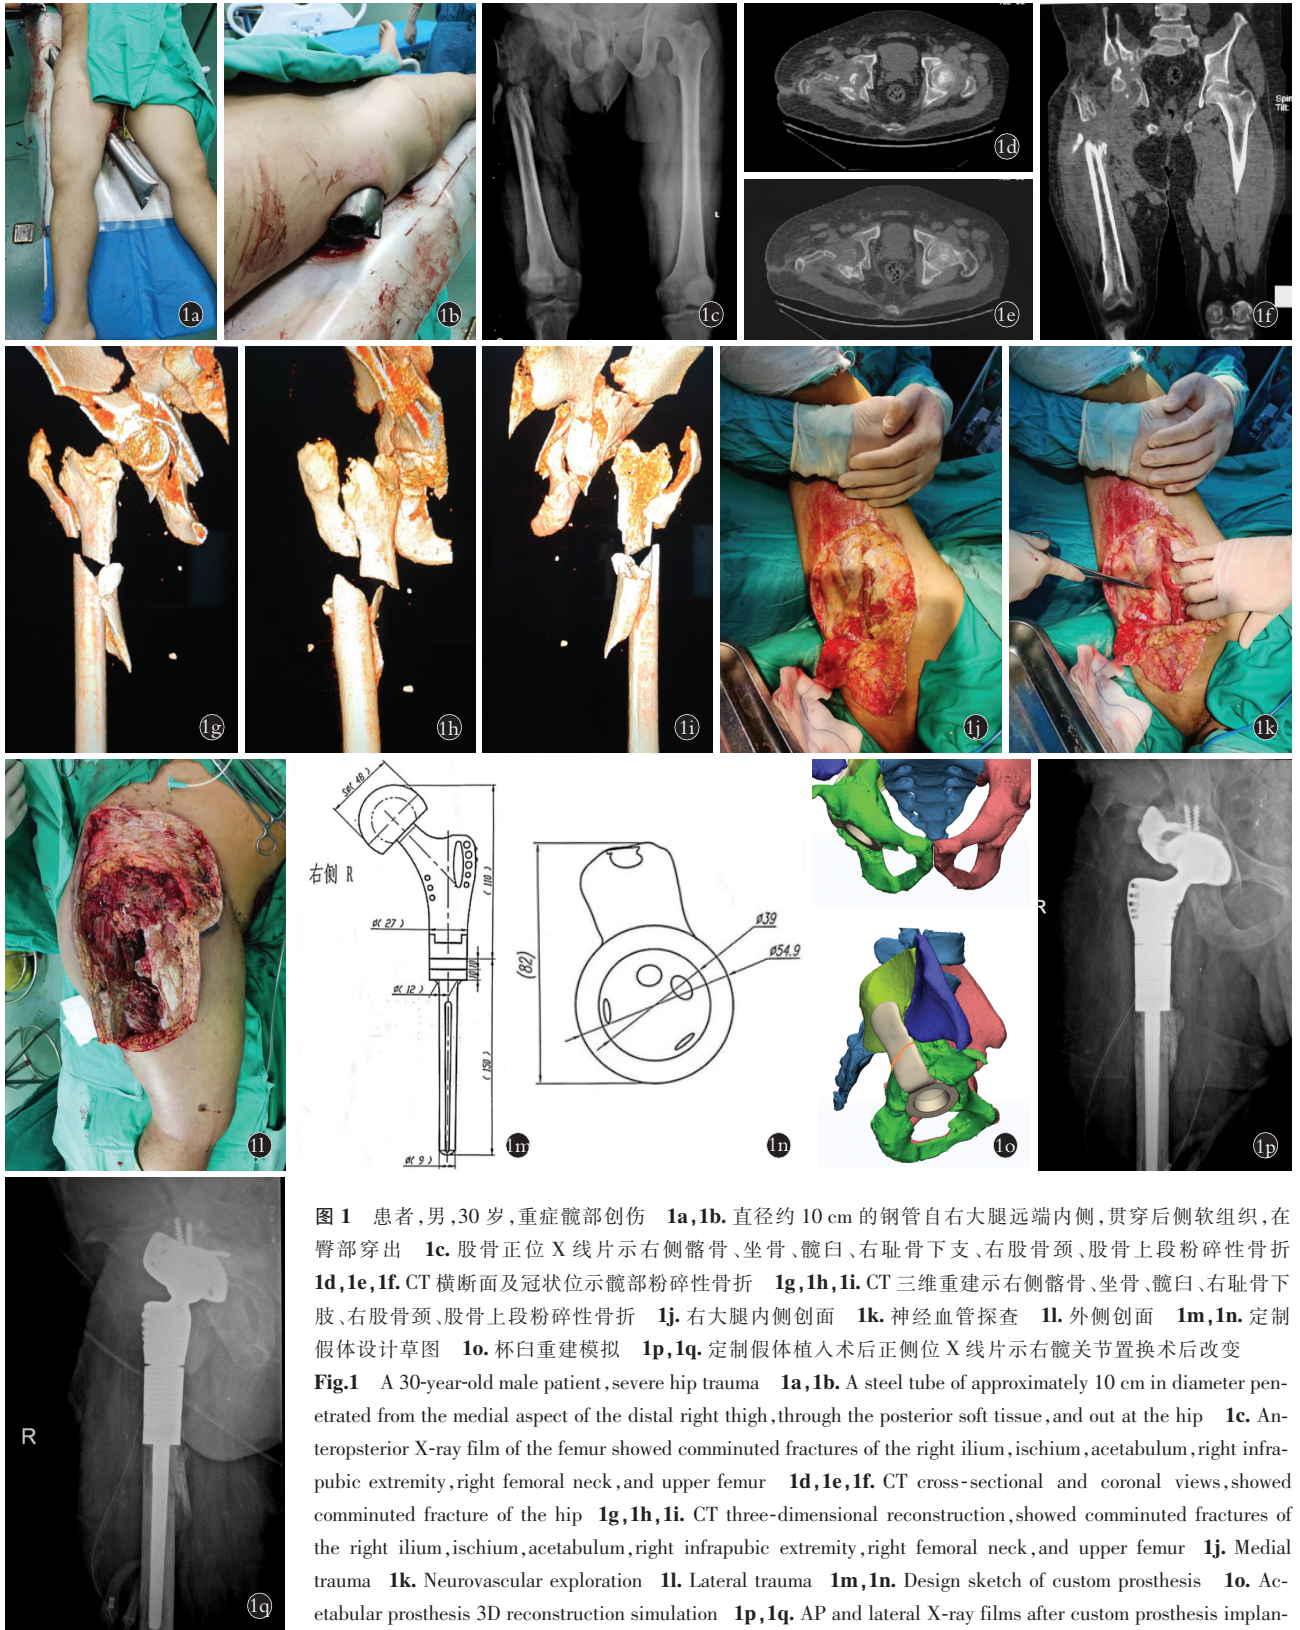 1a
1b
L
1c
1d
1e
Spin
Tilt:
1f
1g
1h
1i
1j
1k
1l
右侧 R
Sφ(48)
(110)
φ(27)
φ(12)
(150)
φ(9)
1m
(82)
φ39
φ54.9
1n
1o
R
1p
R
1q
图 1 患者,男,30 岁,重症髋部创伤 1a,1b. 直径约 10 cm 的钢管自右大腿远端内侧,贯穿后侧软组织,在
臀部穿出 1c. 股骨正位 X 线片示右侧髂骨、坐骨、髋臼、右耻骨下支、右股骨颈、股骨上段粉碎性骨折
1d,1e,1f. CT 横断面及冠状位示髋部粉碎性骨折 1g,1h,1i. CT 三维重建示右侧髂骨、坐骨、髋臼、右耻骨下
肢、右股骨颈、股骨上段粉碎性骨折 1j. 右大腿内侧创面 1k. 神经血管探查 1l. 外侧创面 1m,1n. 定制
假体设计草图 1o. 杯臼重建模拟 1p,1q. 定制假体植入术后正侧位 X 线片示右髋关节置换术后改变
Fig.1 A 30-year-old male patient,severe hip trauma 1a,1b. A steel tube of approximately 10 cm in diameter pen-
etrated from the medial aspect of the distal right thigh,through the posterior soft tissue,and out at the hip 1c. An-
teroposterior X-ray film of the femur showed comminuted fractures of the right ilium,ischium,acetabulum,right infra-
pubic extremity,right femoral neck,and upper femur 1d,1e,1f. CT cross-sectional and coronal views,showed
comminuted fracture of the hip 1g,1h,1i. CT three-dimensional reconstruction,showed comminuted fractures of
the right ilium,ischium,acetabulum,right infrapubic extremity,right femoral neck,and upper femur 1j. Medial
trauma 1k. Neurovascular exploration 1l. Lateral trauma 1m,1n. Design sketch of custom prosthesis 1o. Ac-
etabular prosthesis 3D reconstruction simulation 1p,1q. AP and lateral X-ray films after custom prosthesis implan-